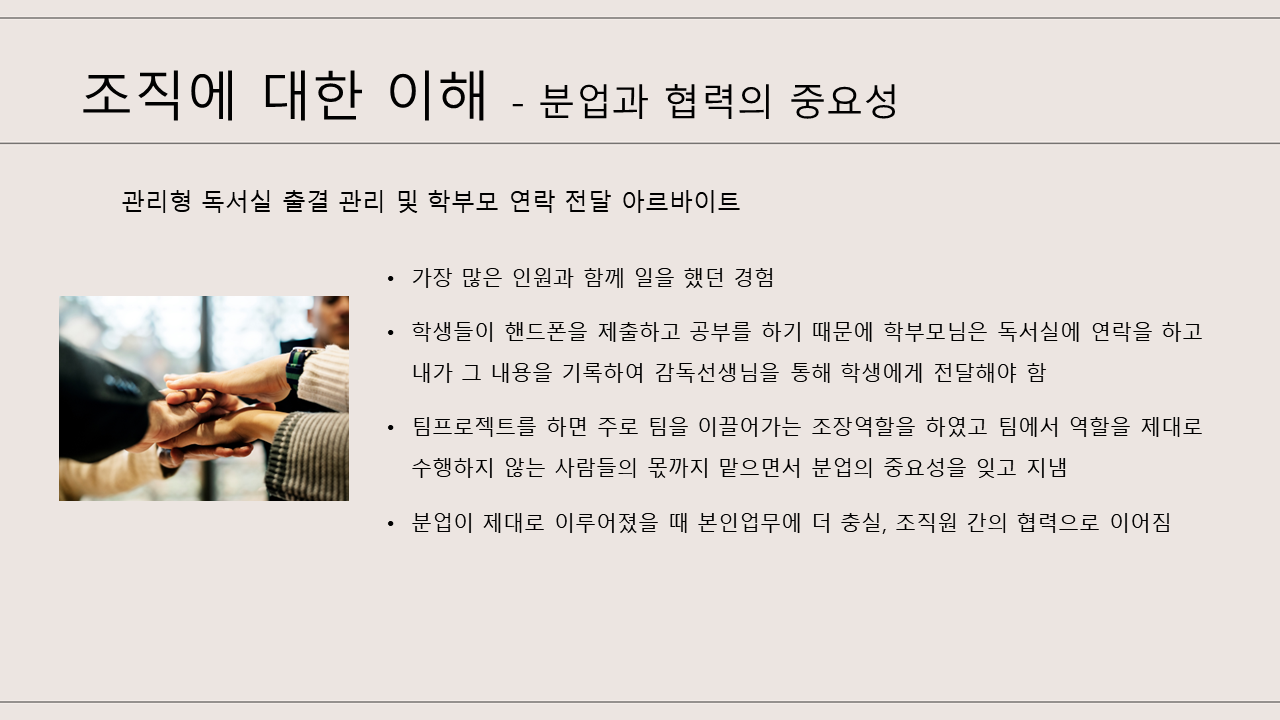 조직에 대한 이해 - 분업과 협력의 중요성
관리형 독서실 출결 관리 및 학부모 연락 전달 아르바이트
• 가장 많은 인원과 함께 일을 했던 경험
• 학생들이 핸드폰을 제출하고 공부를 하기 때문에 학부모님은 독서실에 연락을 하고
내가 그 내용을 기록하여 감독선생님을 통해 학생에게 전달해야 함
• 팀프로젝트를 하면 주로 팀을 이끌어가는 조장역할을 하였고 팀에서 역할을 제대로
수행하지 않는 사람들의 몫까지 맡으면서 분업의 중요성을 잊고 지냄
• 분업이 제대로 이루어졌을 때 본인업무에 더 충실, 조직원 간의 협력으로 이어짐